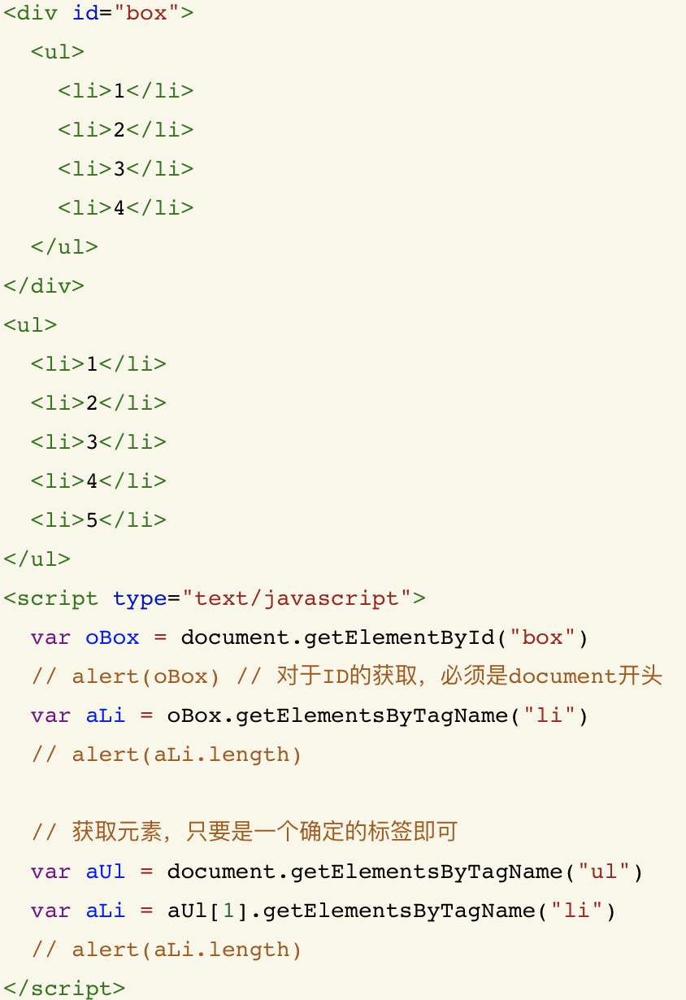 <div id="box">
  <ul>
    <li>1</li>
    <li>2</li>
    <li>3</li>
    <li>4</li>
  </ul>
</div>
<ul>
  <li>1</li>
  <li>2</li>
  <li>3</li>
  <li>4</li>
  <li>5</li>
</ul>
<script type="text/javascript">
  var oBox = document.getElementById("box")
  // alert(oBox) // 对于ID的获取，必须是document开头
  var aLi = oBox.getElementsByTagName("li")
  // alert(aLi.length)

  // 获取元素，只要是一个确定的标签即可
  var aUl = document.getElementsByTagName("ul")
  var aLi = aUl[1].getElementsByTagName("li")
  // alert(aLi.length)
</script>